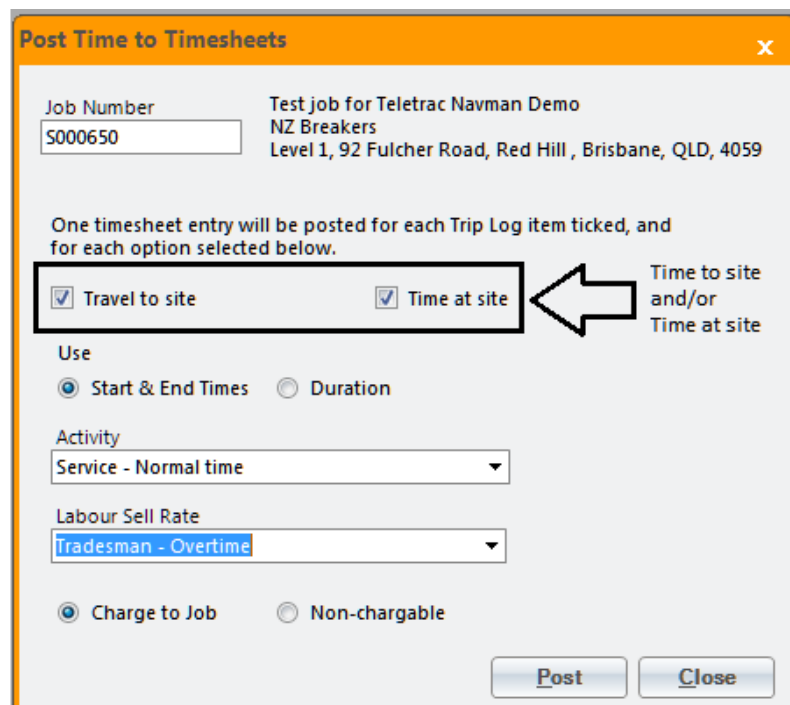 Post Time to Timesheets
x
Job Number
S000650
Test job for Teletrac Navman Demo
NZ Breakers
Level 1, 92 Fulcher Road, Red Hill , Brisbane, QLD, 4059
One timesheet entry will be posted for each Trip Log item ticked, and
for each option selected below.
Travel to site
Time at site
Time to site
and/or
Time at site
Use
Start & End Times
Duration
Activity
Service - Normal time
Labour Sell Rate
Tradesman - Overtime
Charge to Job
Non-chargable
Post
Close